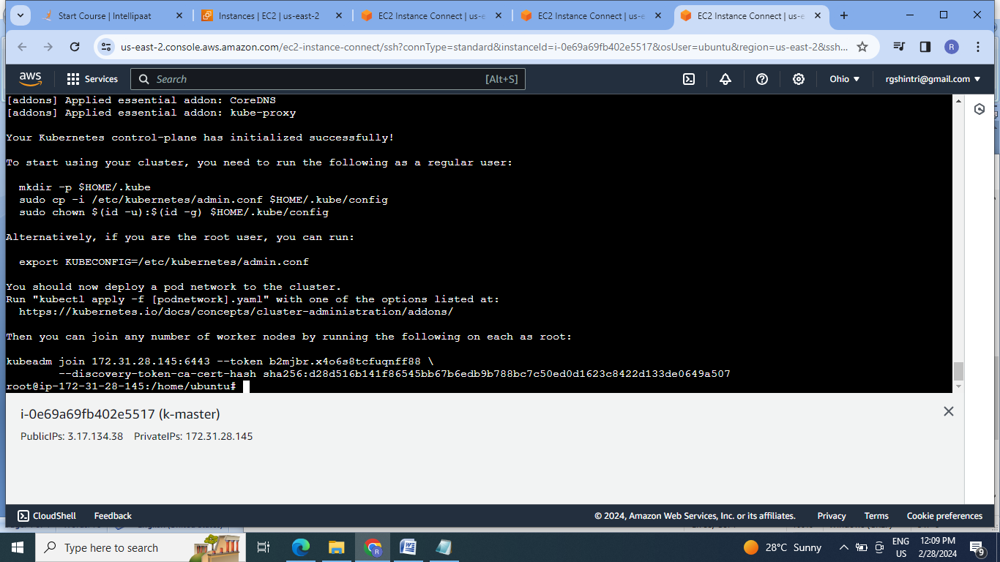 Start Course | Intellipaat
Instances | EC2 | us-east-2
EC2 Instance Connect | us-e
EC2 Instance Connect | us-e
EC2 Instance Connect | us-e
us-east-2.console.aws.amazon.com/ec2-instance-connect/ssh?connType=standard&instanceId=i-0e69a69fb402e5517&osUser=ubuntu&region=us-east-2&ssh...
R
aws
Services
Search
[Alt+S]
Ohio
rgshintri@gmail.com
[addons] Applied essential addon: CoreDNS
[addons] Applied essential addon: kube-proxy
Your Kubernetes control-plane has initialized successfully!
To start using your cluster, you need to run the following as a regular user:
mkdir -p $HOME/.kube
sudo cp -i /etc/kubernetes/admin.conf $HOME/.kube/config
sudo chown $(id -u):$(id -g) $HOME/.kube/config
Alternatively, if you are the root user, you can run:
export KUBECONFIG=/etc/kubernetes/admin.conf
You should now deploy a pod network to the cluster.
Run "kubectl apply -f [podnetwork].yaml" with one of the options listed at:
https://kubernetes.io/docs/concepts/cluster-administration/addons/
Then you can join any number of worker nodes by running the following on each as root:
kubeadm join 172.31.28.145:6443 --token b2mjbr.x4o6s8tcfuqnff88 \
--discovery-token-ca-cert-hash sha256:d28d516b141f86545bb67b6edb9b788bc7c50ed0d1623c8422d133de0649a507
root@ip-172-31-28-145:/home/ubuntu#
i-0e69a69fb402e5517 (k-master)
PublicIPs: 3.17.134.38 PrivateIPs: 172.31.28.145
CloudShell
Feedback
© 2024, Amazon Web Services, Inc. or its affiliates.
Privacy
Terms
Cookie preferences
Type here to search
28°C Sunny
ENG
US
12:09 PM
2/28/2024
9